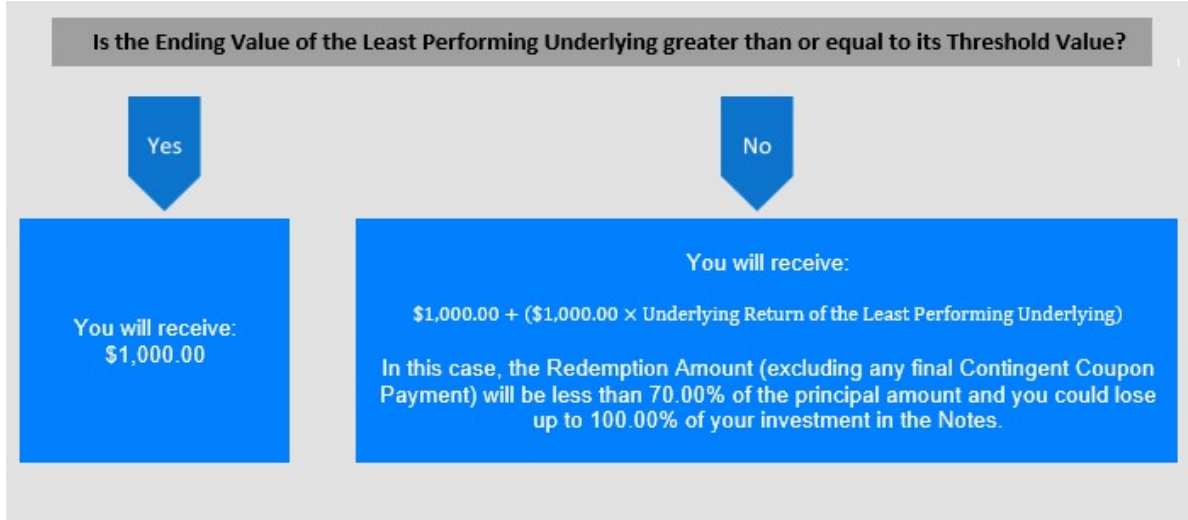 Is the Ending Value of the Least Performing Underlying greater than or equal to its Threshold Value?
Yes
No
You will receive:
$1,000.00
You will receive:
$1,000.00 + ($1,000.00 × Underlying Return of the Least Performing Underlying)
In this case, the Redemption Amount (excluding any final Contingent Coupon
Payment) will be less than 70.00% of the principal amount and you could lose
up to 100.00% of your investment in the Notes.